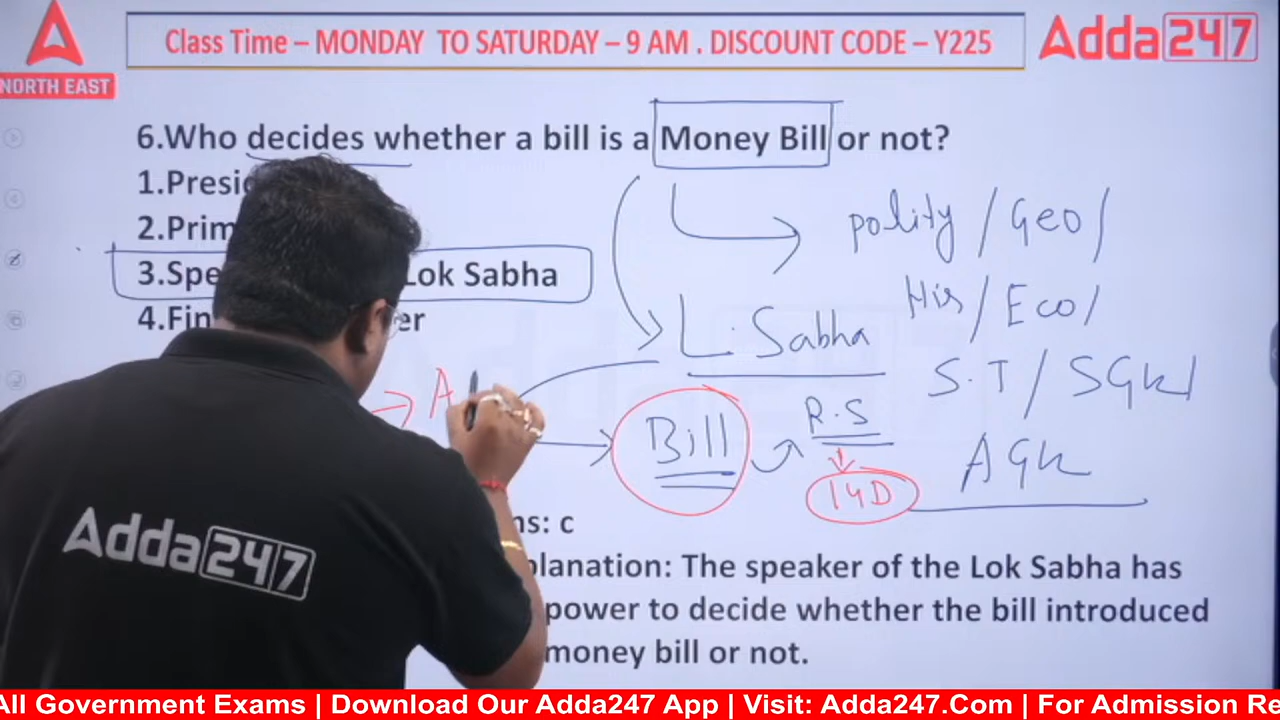 Class Time – MONDAY TO SATURDAY – 9 AM . DISCOUNT CODE – Y225
Adda247
NORTH EAST
6.Who decides whether a bill is a Money Bill or not?
1.Presi
2.Prim
3.Spe Lok Sabha
4.Fin er
polity / Geo /
His / Eco /
L. Sabha
S.T / SGK /
→ A
Bill
R.S
14D
AGK
ns: c
planation: The speaker of the Lok Sabha has
power to decide whether the bill introduced
money bill or not.
Adda247
All Government Exams | Download Our Adda247 App | Visit: Adda247.Com | For Admission Re